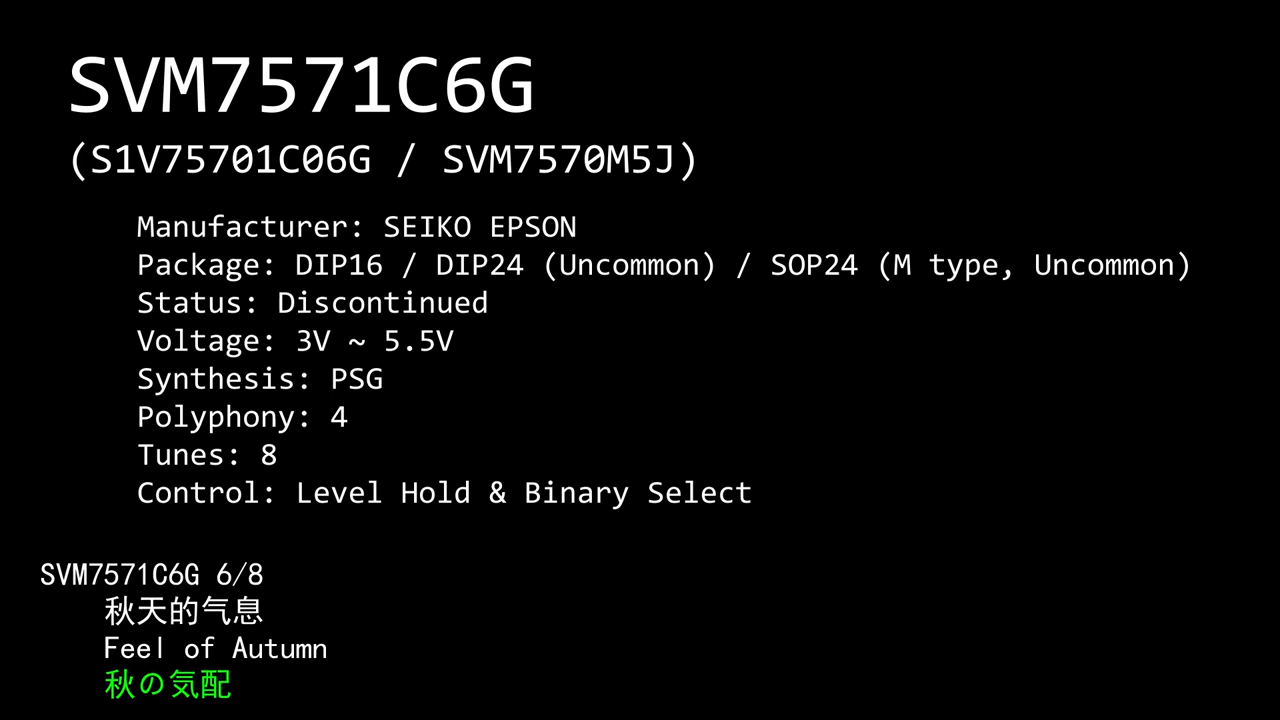 SVM7571C6G
(S1V75701C06G / SVM7570M5J)
Manufacturer: SEIKO EPSON
Package: DIP16 / DIP24 (Uncommon) / SOP24 (M type, Uncommon)
Status: Discontinued
Voltage: 3V ~ 5.5V
Synthesis: PSG
Polyphony: 4
Tunes: 8
Control: Level Hold & Binary Select
SVM7571C6G 6/8
秋天的气息
Feel of Autumn
秋の気配